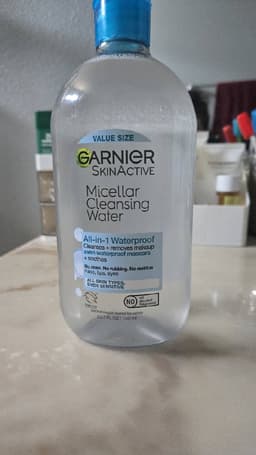 VALUE SIZE
GARNIER
SKINACTIVE
Micellar
Cleansing
Water
All-in-1 Waterproof
Cleanses + removes makeup
even waterproof mascara
+ soothes
No rinse. No rubbing. No residue
Face, lips, eyes
ALL SKIN TYPES,
EVEN SENSITIVE
NO